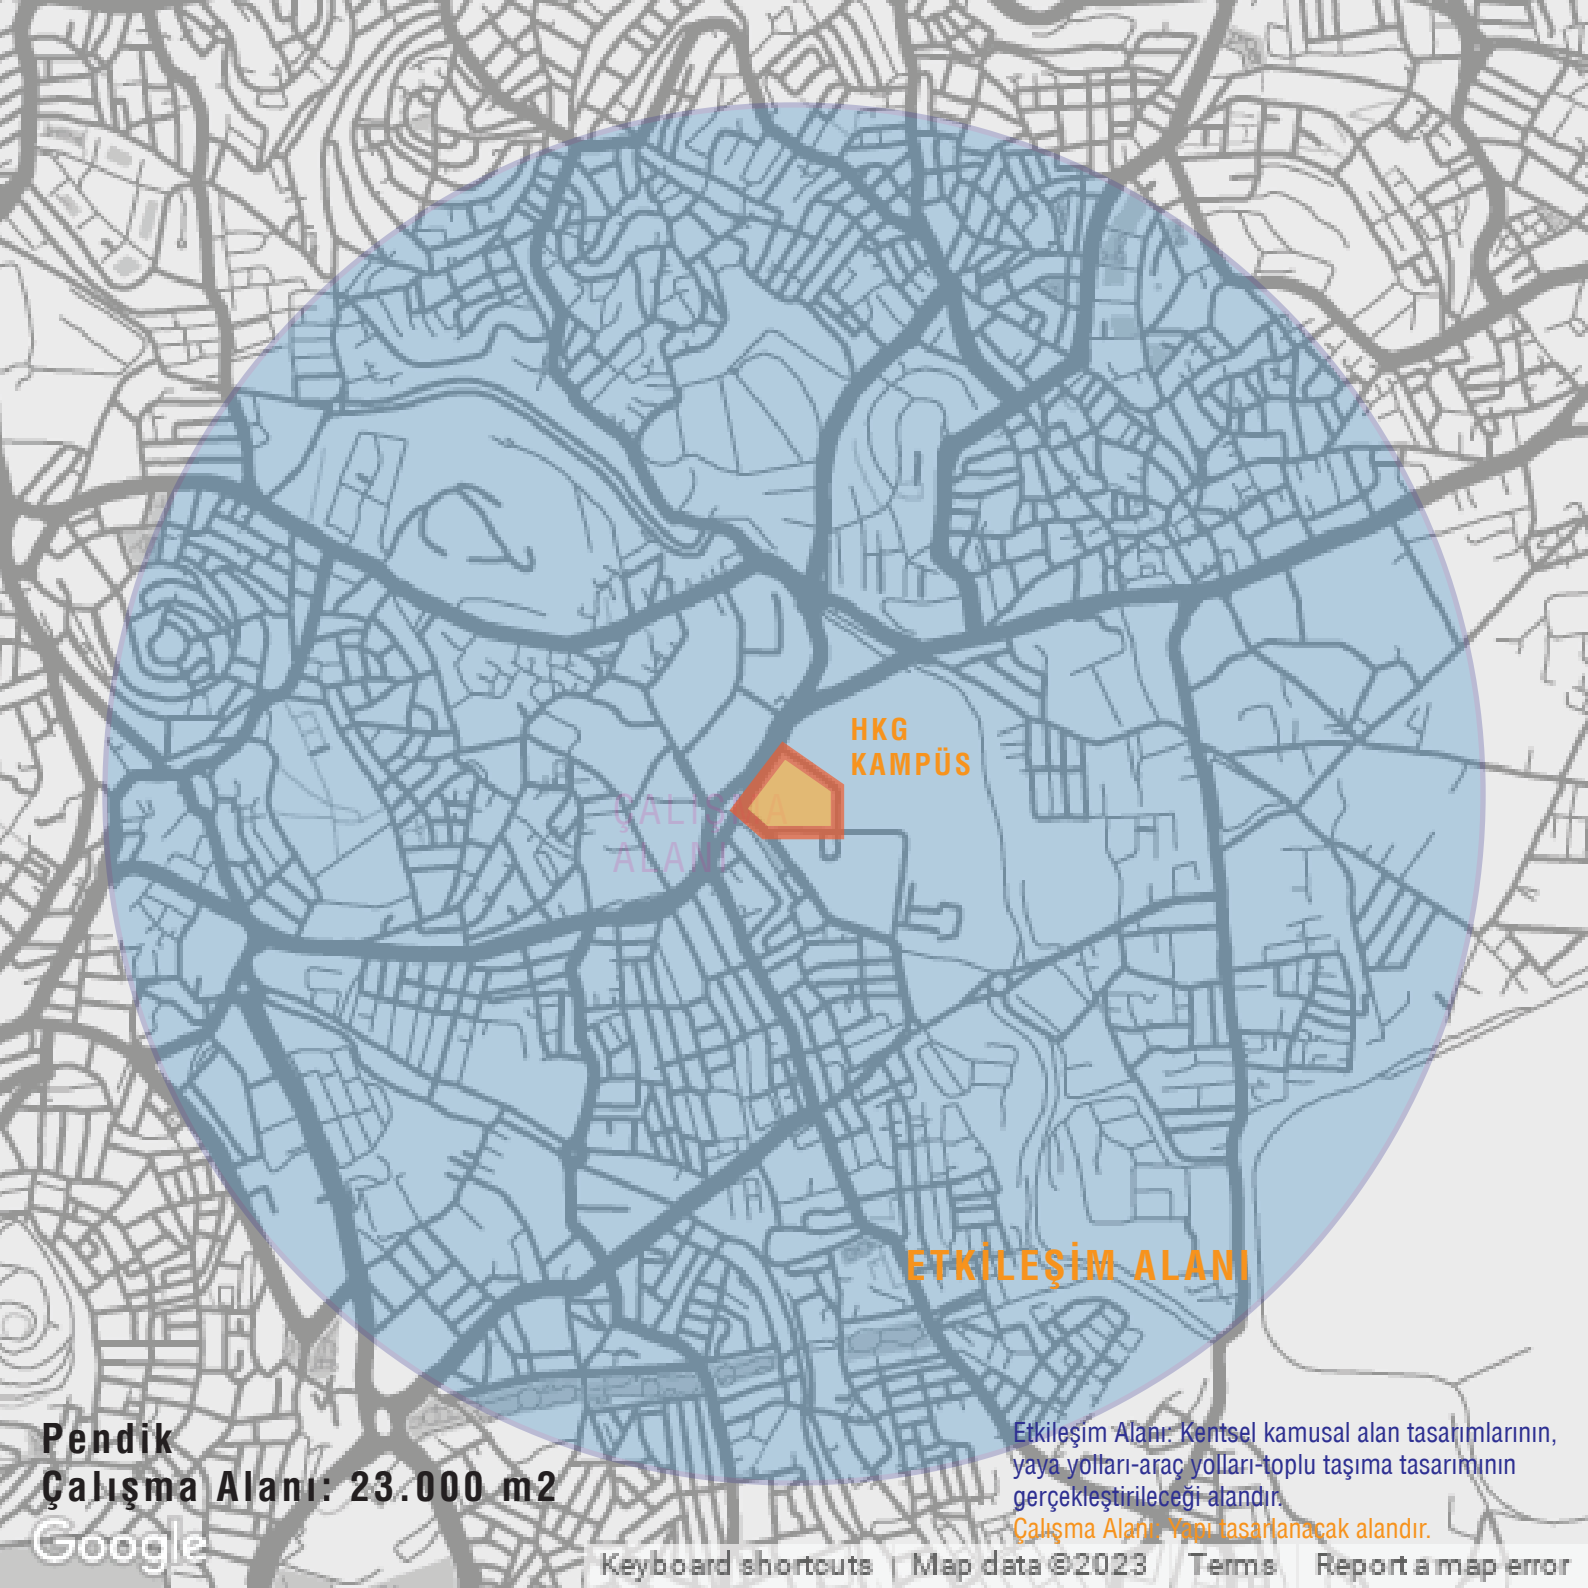 HKG
KAMPÜS
ÇALIŞMA
ALANI
ETKİLEŞİM ALANI
Pendik
Çalışma Alanı: 23.000 m2
Etkileşim Alanı: Kentsel kamusal alan tasarımlarının,
yaya yolları-araç yolları-toplu taşıma tasarımının
gerçekleştirileceği alandır.
Çalışma Alanı: Yapı tasarlanacak alandır.
Google
Keyboard shortcuts
Map data ©2023
Terms
Report a map error